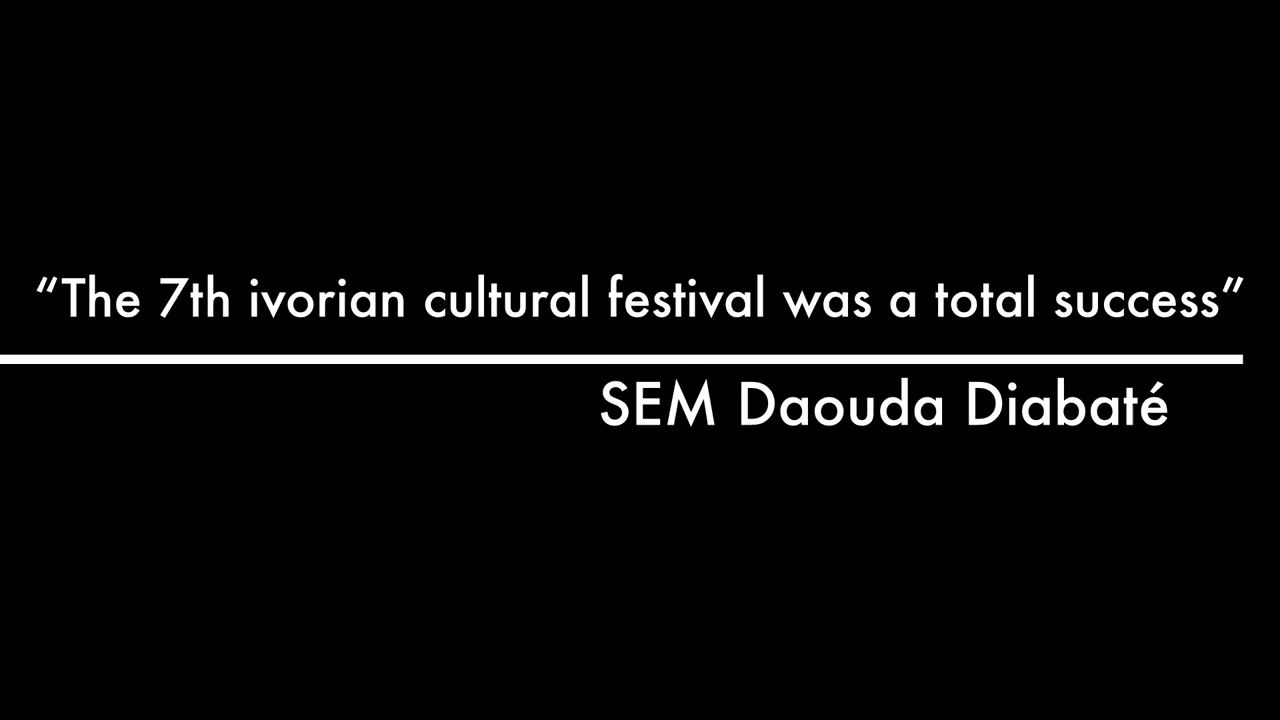 “The 7th ivorian cultural festival was a total success”
SEM Daouda Diabaté